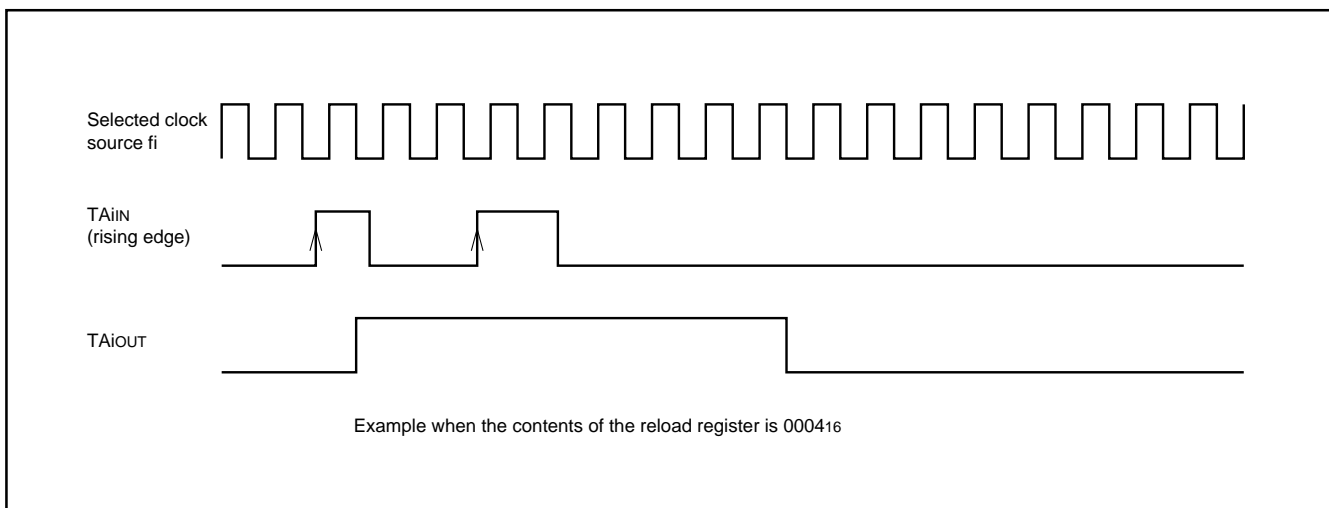 Selected clock
source fi
TAiIN
(rising edge)
TAiOUT
Example when the contents of the reload register is 000416